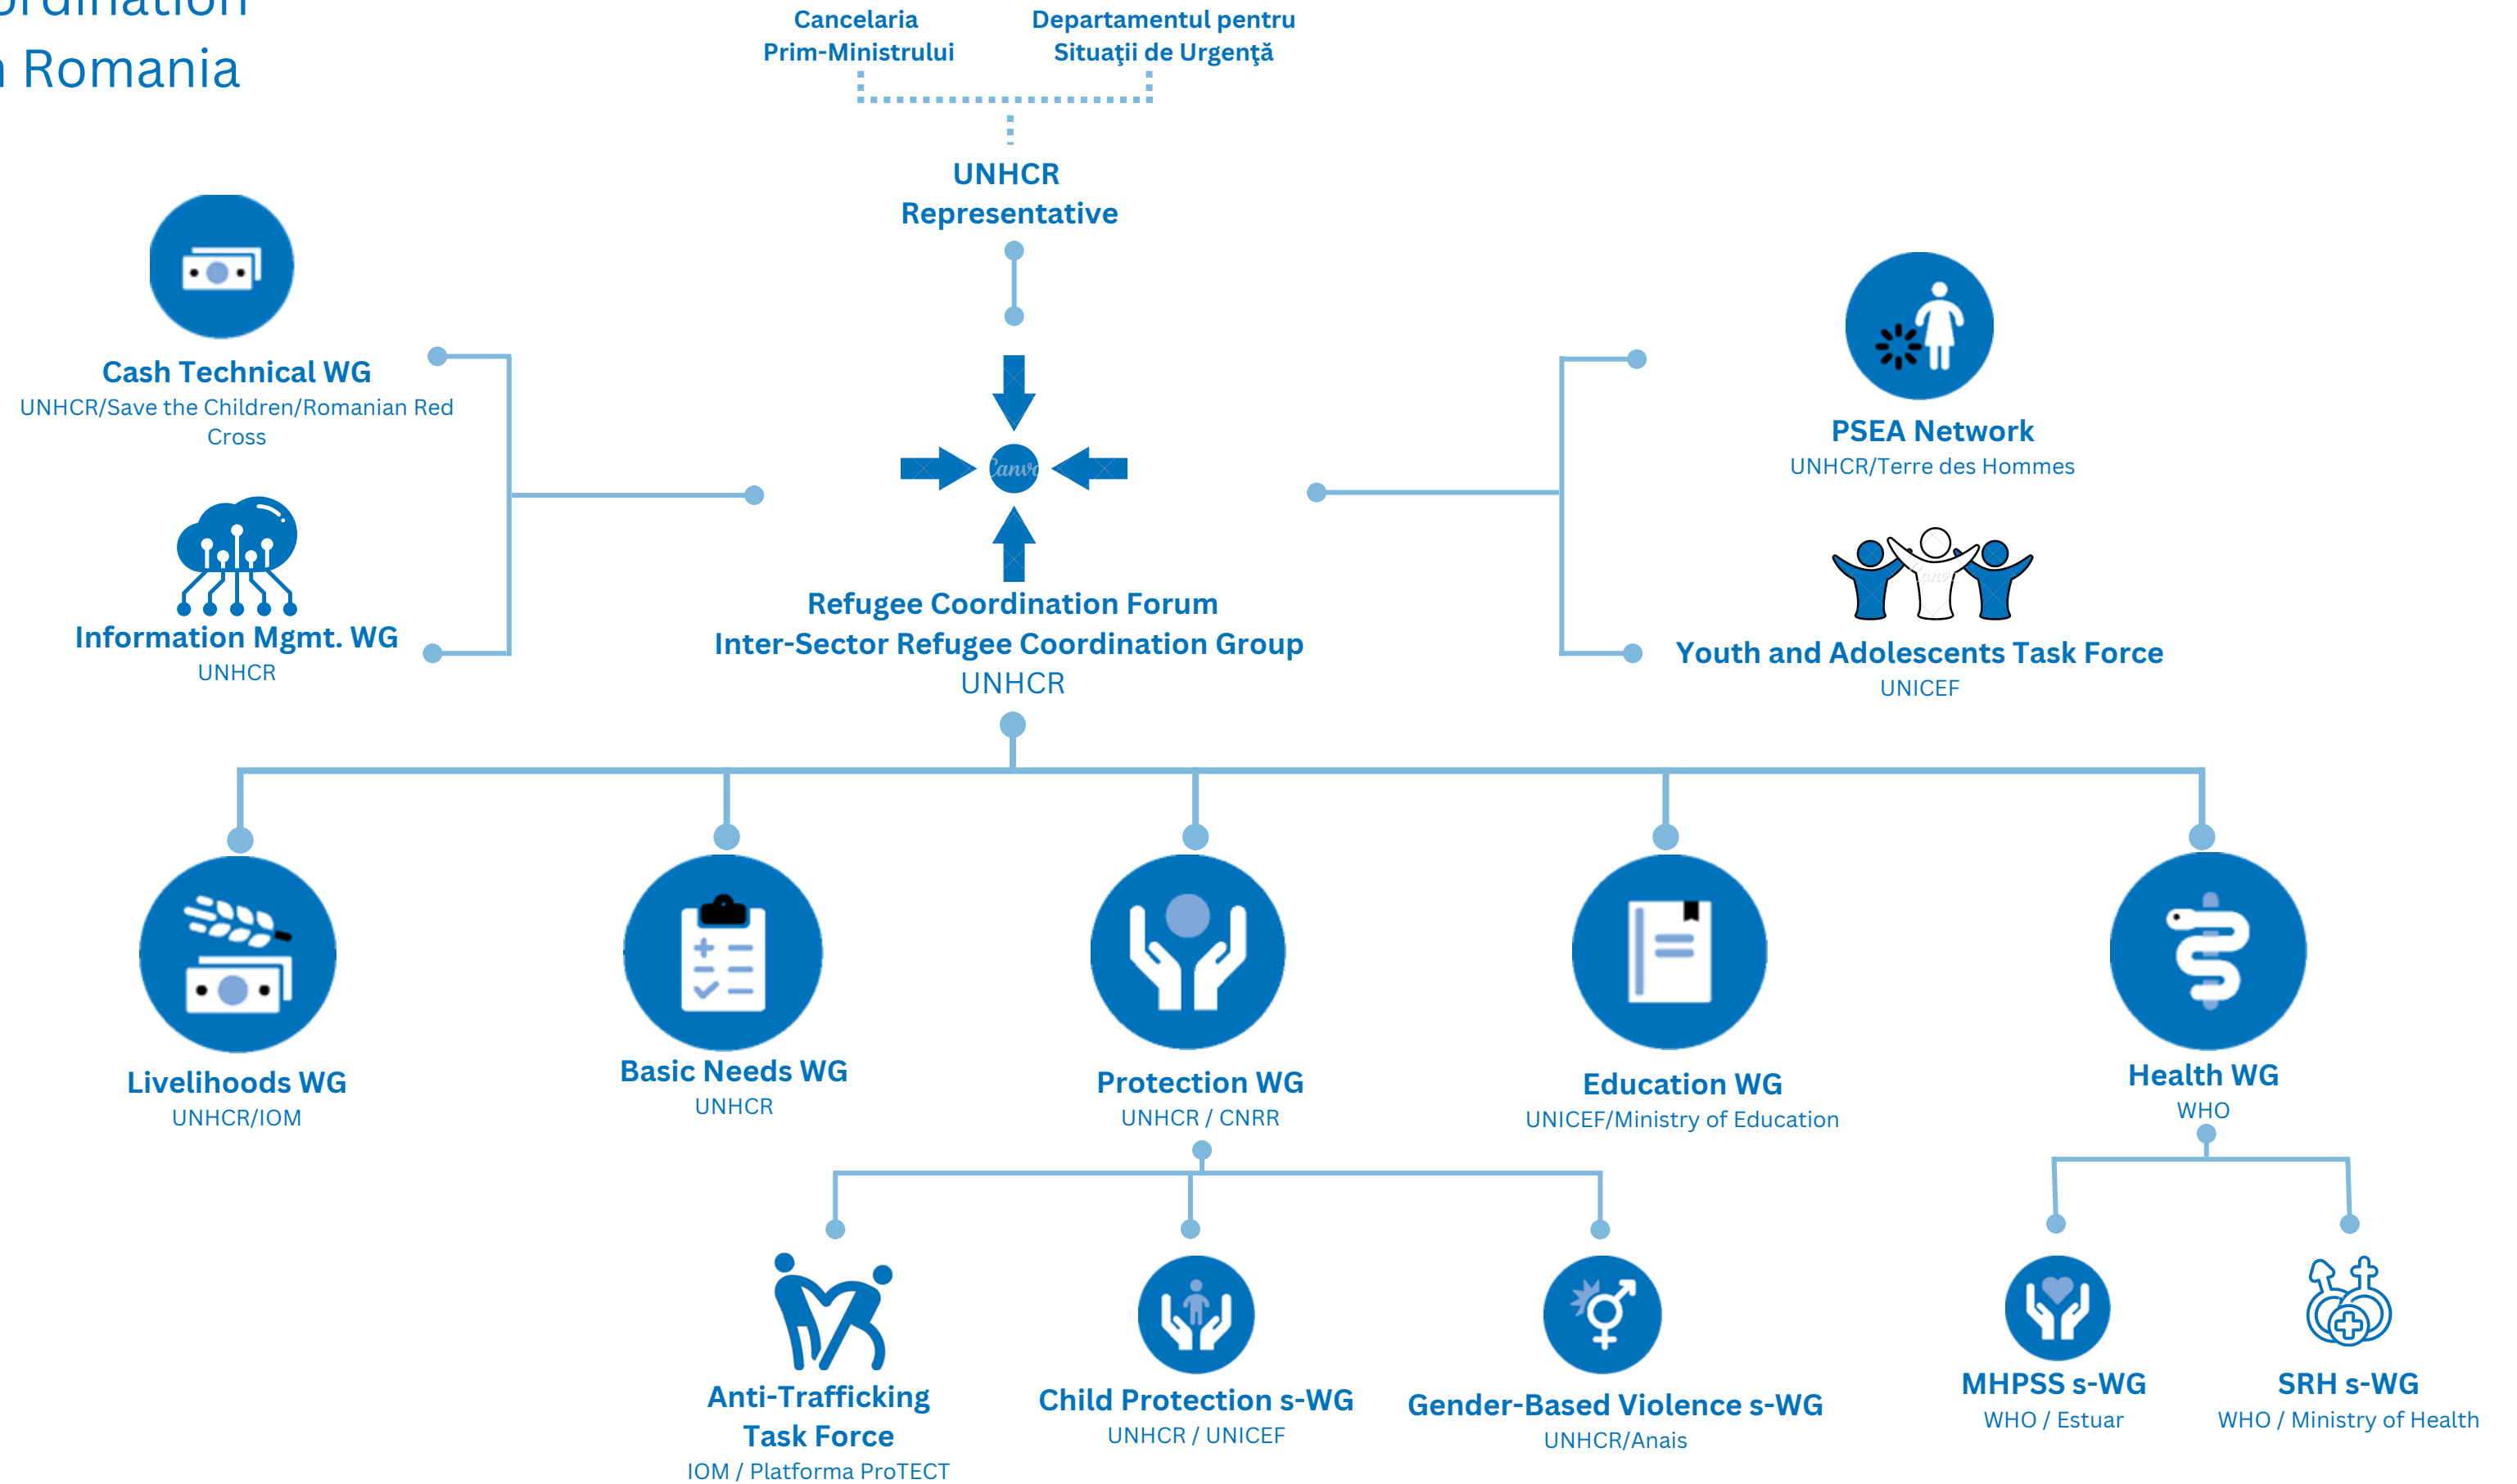 Romania
Cancelaria
Prim-Ministrului
Departamentul pentru
Situaţii de Urgenţă
UNHCR
Representative
Cash Technical WG
UNHCR/Save the Children/Romanian Red
Cross
Information Mgmt. WG
UNHCR
Canva
Refugee Coordination Forum
Inter-Sector Refugee Coordination Group
UNHCR
PSEA Network
UNHCR/Terre des Hommes
Youth and Adolescents Task Force
UNICEF
Livelihoods WG
UNHCR/IOM
Basic Needs WG
UNHCR
Protection WG
UNHCR / CNRR
Education WG
UNICEF/Ministry of Education
Health WG
WHO
Anti-Trafficking
Task Force
IOM / Platforma ProTECT
Child Protection s-WG
UNHCR / UNICEF
Gender-Based Violence s-WG
UNHCR/Anais
MHPSS s-WG
WHO / Estuar
SRH s-WG
WHO / Ministry of Health